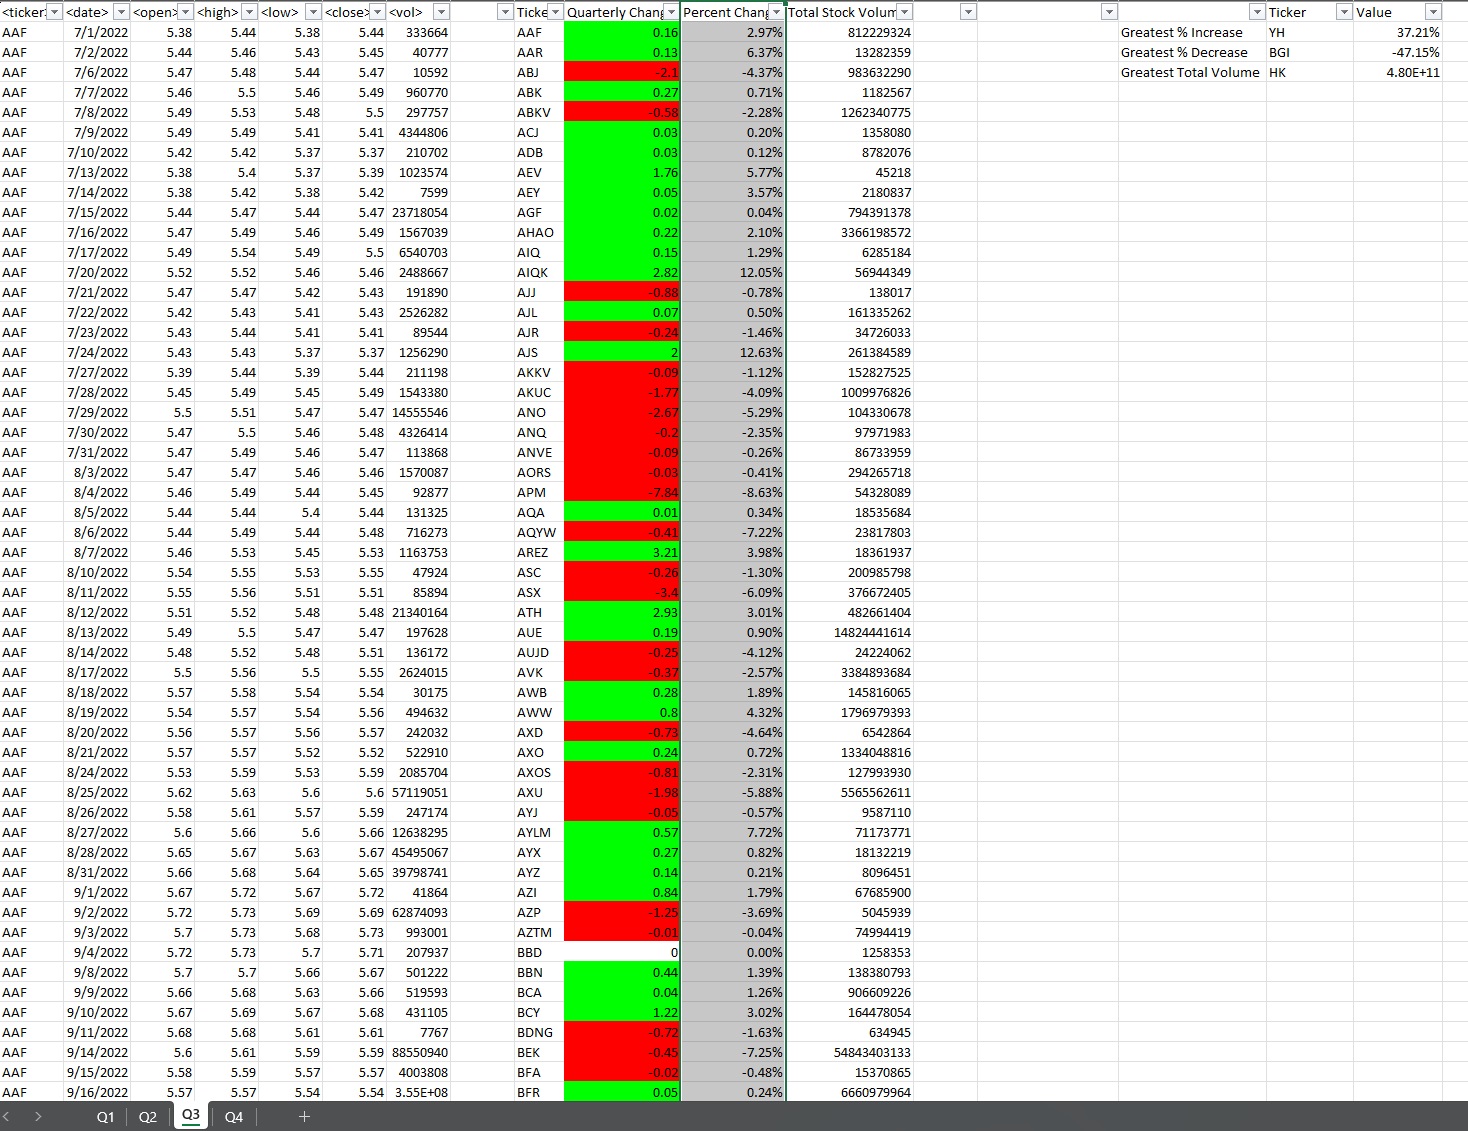 <ticker> <date> <open> <high> <low> <close> <vol> Ticke Quarterly Chang Percent Chang Total Stock Volum Ticker Value
AAF 7/1/2022 5.38 5.44 5.38 5.44 333664 AAF 0.16 2.97% 812229324 Greatest % Increase YH 37.21%
AAF 7/2/2022 5.44 5.46 5.43 5.45 40777 AAR 0.13 6.37% 13282359 Greatest % Decrease BGI -47.15%
AAF 7/6/2022 5.47 5.48 5.44 5.47 10592 ABJ -2.1 -4.37% 983632290 Greatest Total Volume HK 4.80E+11
AAF 7/7/2022 5.46 5.5 5.46 5.49 960770 ABK 0.27 0.71% 1182567
AAF 7/8/2022 5.49 5.53 5.48 5.5 297757 ABKV -0.58 -2.28% 1262340775
AAF 7/9/2022 5.49 5.49 5.41 5.41 4344806 ACJ 0.03 0.20% 1358080
AAF 7/10/2022 5.42 5.42 5.37 5.37 210702 ADB 0.03 0.12% 8782076
AAF 7/13/2022 5.38 5.4 5.37 5.39 1023574 AEV 1.76 5.77% 45218
AAF 7/14/2022 5.38 5.42 5.38 5.42 7599 AEY 0.05 3.57% 2180837
AAF 7/15/2022 5.44 5.47 5.44 5.47 23718054 AGF 0.02 0.04% 794391378
AAF 7/16/2022 5.47 5.49 5.46 5.49 1567039 AHAO 0.22 2.10% 3366198572
AAF 7/17/2022 5.49 5.54 5.49 5.5 6540703 AIQ 0.15 1.29% 6285184
AAF 7/20/2022 5.52 5.52 5.46 5.46 2488667 AIQK 2.82 12.05% 56944349
AAF 7/21/2022 5.47 5.47 5.42 5.43 191890 AJJ -0.88 -0.78% 138017
AAF 7/22/2022 5.42 5.43 5.41 5.43 2526282 AJL 0.07 0.50% 161335262
AAF 7/23/2022 5.43 5.44 5.41 5.41 89544 AJR -0.24 -1.46% 34726033
AAF 7/24/2022 5.43 5.43 5.37 5.37 1256290 AJS 2 12.63% 261384589
AAF 7/27/2022 5.39 5.44 5.39 5.44 211198 AKKV -0.09 -1.12% 152827525
AAF 7/28/2022 5.45 5.49 5.45 5.49 1543380 AKUC -1.77 -4.09% 1009976826
AAF 7/29/2022 5.5 5.51 5.47 5.47 14555546 ANO -2.67 -5.29% 104330678
AAF 7/30/2022 5.47 5.5 5.46 5.48 4326414 ANQ -0.2 -2.35% 97971983
AAF 7/31/2022 5.47 5.49 5.46 5.47 113868 ANVE -0.09 -0.26% 86733959
AAF 8/3/2022 5.47 5.47 5.46 5.46 1570087 AORS -0.03 -0.41% 294265718
AAF 8/4/2022 5.46 5.49 5.44 5.45 92877 APM -7.84 -8.63% 54328089
AAF 8/5/2022 5.44 5.44 5.4 5.44 131325 AQA 0.01 0.34% 18535684
AAF 8/6/2022 5.44 5.49 5.44 5.48 716273 AQYW -0.41 -7.22% 23817803
AAF 8/7/2022 5.46 5.53 5.45 5.53 1163753 AREZ 3.21 3.98% 18361937
AAF 8/10/2022 5.54 5.55 5.53 5.55 47924 ASC -0.26 -1.30% 200985798
AAF 8/11/2022 5.55 5.56 5.51 5.51 85894 ASX -3.4 -6.09% 376672405
AAF 8/12/2022 5.51 5.52 5.48 5.48 21340164 ATH 2.93 3.01% 482661404
AAF 8/13/2022 5.49 5.5 5.47 5.47 197628 AUE 0.19 0.90% 14824441614
AAF 8/14/2022 5.48 5.52 5.48 5.51 136172 AUJD -0.25 -4.12% 24224062
AAF 8/17/2022 5.5 5.56 5.5 5.55 2624015 AVK -0.37 -2.57% 3384893684
AAF 8/18/2022 5.57 5.58 5.54 5.54 30175 AWB 0.28 1.89% 145816065
AAF 8/19/2022 5.54 5.57 5.54 5.56 494632 AWW 0.8 4.32% 1796979393
AAF 8/20/2022 5.56 5.57 5.56 5.57 242032 AXD -0.73 -4.64% 6542864
AAF 8/21/2022 5.57 5.57 5.52 5.52 522910 AXO 0.24 0.72% 1334048816
AAF 8/24/2022 5.53 5.59 5.53 5.59 2085704 AXOS -0.81 -2.31% 127993930
AAF 8/25/2022 5.62 5.63 5.6 5.6 57119051 AXU -1.98 -5.88% 5565562611
AAF 8/26/2022 5.58 5.61 5.57 5.59 247174 AYJ -0.05 -0.57% 9587110
AAF 8/27/2022 5.6 5.66 5.6 5.66 12638295 AYLM 0.57 7.72% 71173771
AAF 8/28/2022 5.65 5.67 5.63 5.67 45495067 AYX 0.27 0.82% 18132219
AAF 8/31/2022 5.66 5.68 5.64 5.65 39798741 AYZ 0.14 0.21% 8096451
AAF 9/1/2022 5.67 5.72 5.67 5.72 41864 AZI 0.84 1.79% 67685900
AAF 9/2/2022 5.72 5.73 5.69 5.69 62874093 AZP -1.25 -3.69% 5045939
AAF 9/3/2022 5.7 5.73 5.68 5.73 993001 AZTM -0.01 -0.04% 74994419
AAF 9/4/2022 5.72 5.73 5.7 5.71 207937 BBD 0 0.00% 1258353
AAF 9/8/2022 5.7 5.7 5.66 5.67 501222 BBN 0.44 1.39% 138380793
AAF 9/9/2022 5.66 5.68 5.63 5.66 519593 BCA 0.04 1.26% 906609226
AAF 9/10/2022 5.67 5.69 5.67 5.68 431105 BCY 1.22 3.02% 164478054
AAF 9/11/2022 5.68 5.68 5.61 5.61 7767 BDNG -0.72 -1.63% 634945
AAF 9/14/2022 5.6 5.61 5.59 5.59 88550940 BEK -0.45 -7.25% 54843403133
AAF 9/15/2022 5.58 5.59 5.57 5.57 4003808 BFA -0.02 -0.48% 15370865
AAF 9/16/2022 5.57 5.57 5.54 5.54 3.55E+08 BFR 0.05 0.24% 6660979964
Q1 Q2 Q3 Q4